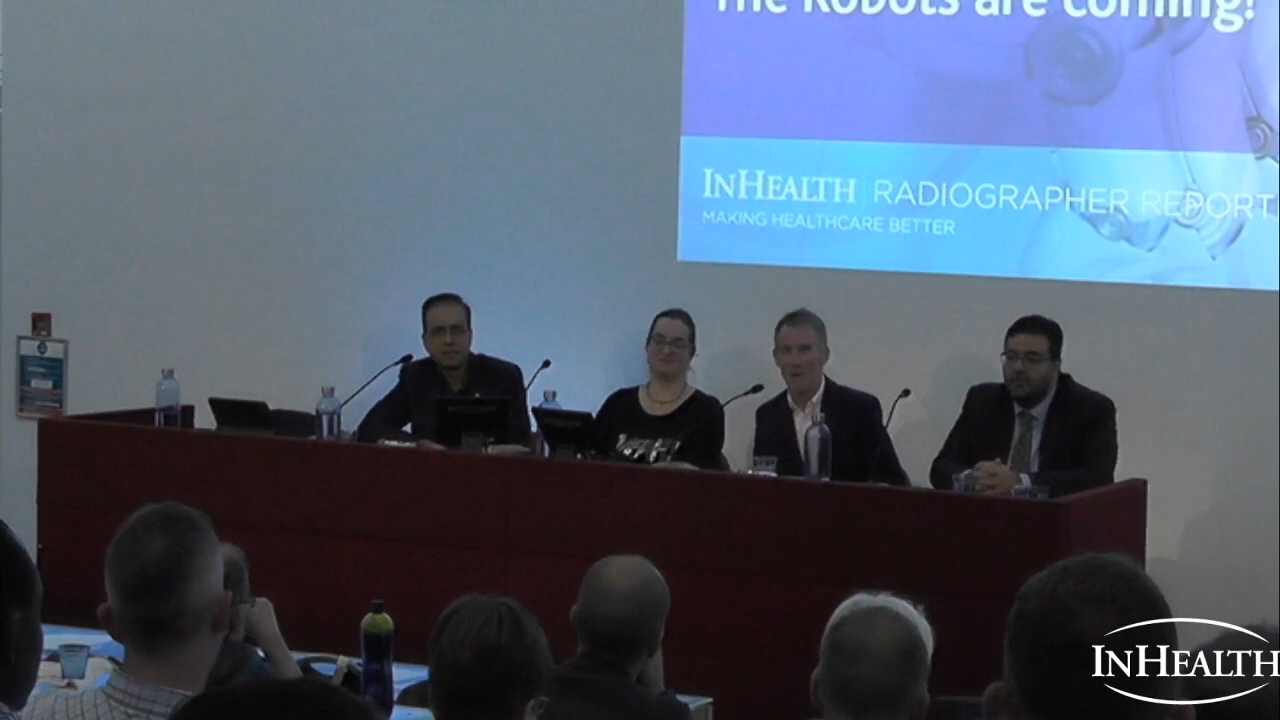 The Robots are coming!
INHEALTH RADIOGRAPHER REPORT
MAKING HEALTHCARE BETTER
INHEALTH